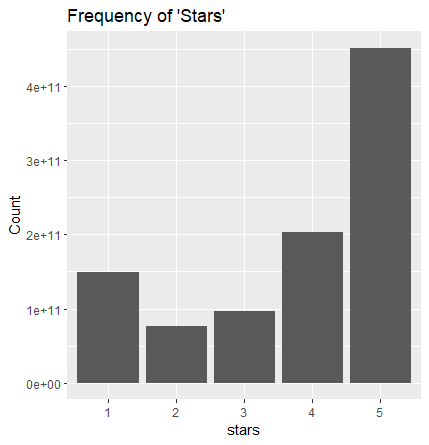 Frequency of 'Stars'
Count
4e+11
3e+11
2e+11
1e+11
0e+00
1 2 3 4 5
stars